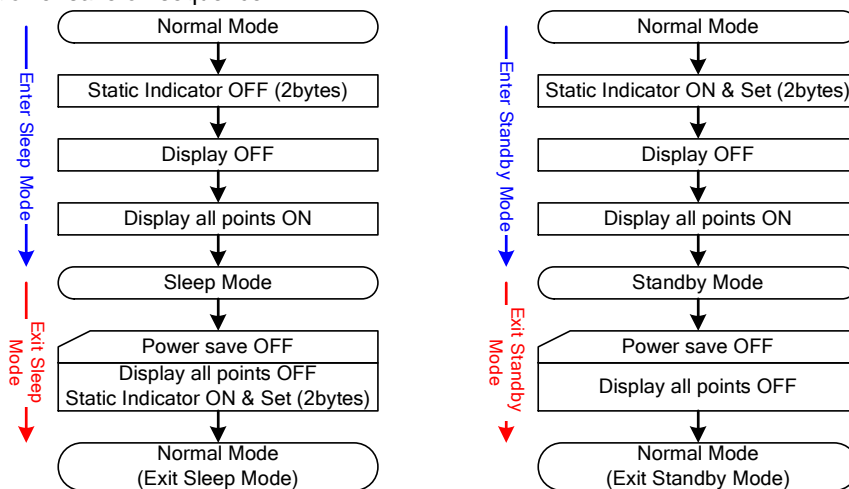 Normal Mode
Static Indicator OFF (2bytes)
Display OFF
Display all points ON
Sleep Mode
Power save OFF
Display all points OFF
Static Indicator ON & Set (2bytes)
Normal Mode
(Exit Sleep Mode)
Enter Sleep Mode
Exit Sleep
Mode
Normal Mode
Static Indicator ON & Set (2bytes)
Display OFF
Display all points ON
Standby Mode
Power save OFF
Display all points OFF
Normal Mode
(Exit Standby Mode)
Enter Standby Mode
Exit Standby
Mode